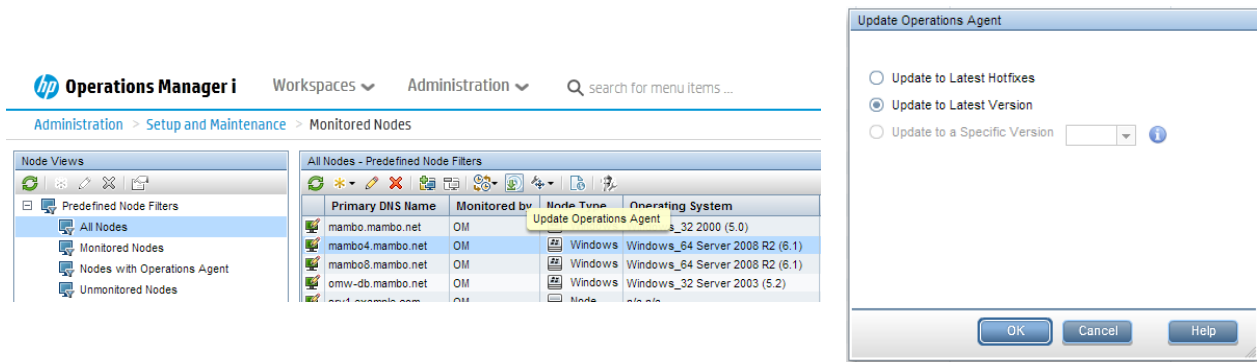 Update Operations Agent
Update to Latest Hotfixes
Update to Latest Version
Update to a Specific Version
OK Cancel Help
hp Operations Manager i Workspaces Administration search for menu items ...
Administration > Setup and Maintenance > Monitored Nodes
Node Views
Predefined Node Filters
All Nodes
Monitored Nodes
Nodes with Operations Agent
Unmonitored Nodes
All Nodes - Predefined Node Filters
Primary DNS Name Monitored by Node Type Operating System
Update Operations Agent
mambo.mambo.net OM s_32 2000 (5.0)
mambo4.mambo.net OM Windows Windows_64 Server 2008 R2 (6.1)
mambo8.mambo.net OM Windows Windows_64 Server 2008 R2 (6.1)
omw-db.mambo.net OM Windows Windows_32 Server 2003 (5.2)
OM Node